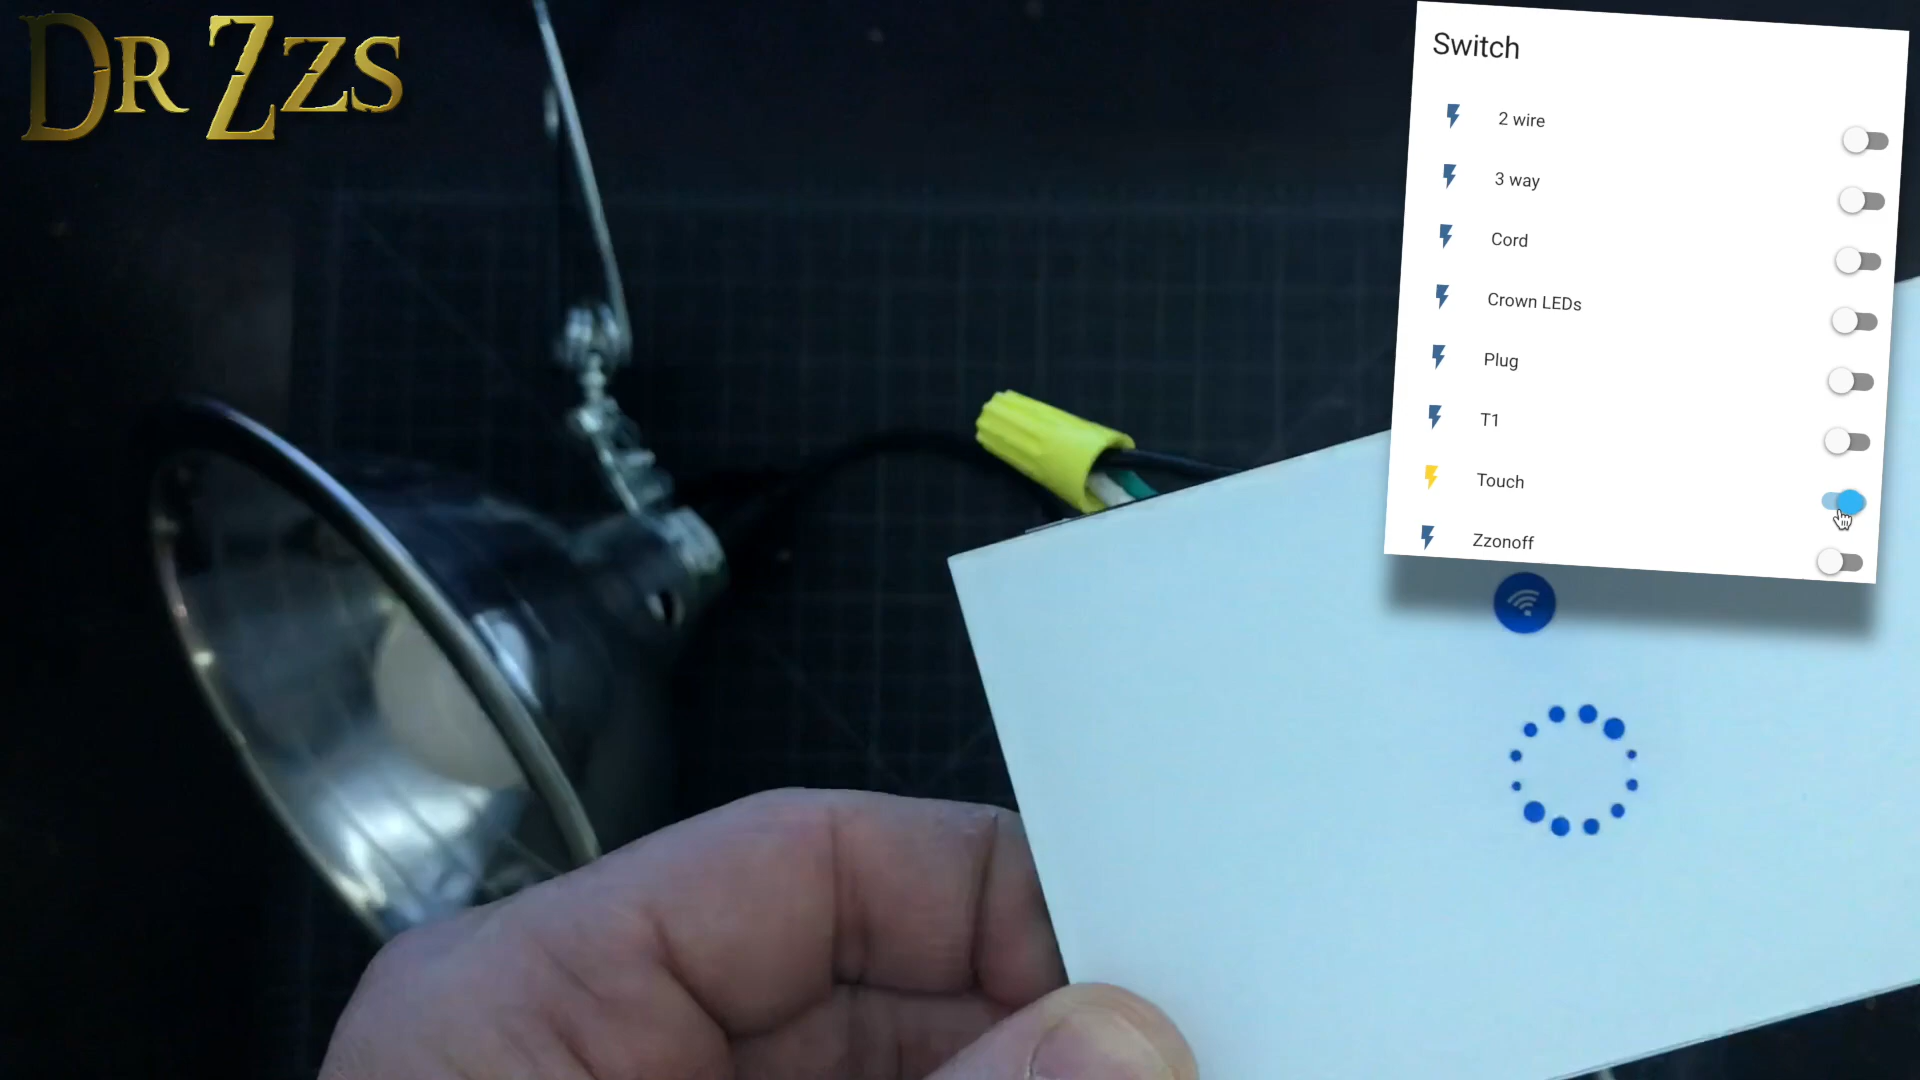 DR ZZS
Switch
2 wire
3 way
Cord
Crown LEDs
Plug
T1
Touch
Zzonoff